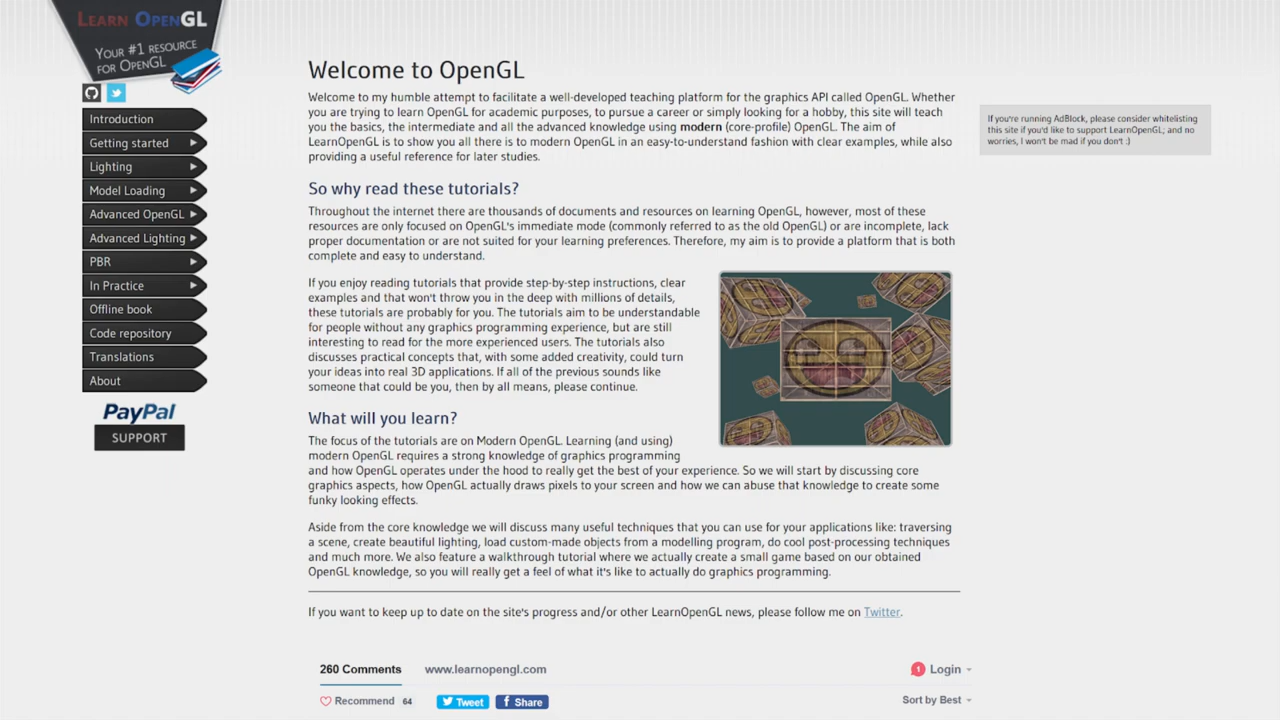 LEARN OPENGL
YOUR #1 RESOURCE
FOR OPENGL
Introduction
Getting started
Lighting
Model Loading
Advanced OpenGL
Advanced Lighting
PBR
In Practice
Offline book
Code repository
Translations
About
PayPal
SUPPORT
Welcome to OpenGL
Welcome to my humble attempt to facilitate a well-developed teaching platform for the graphics API called OpenGL. Whether
you are trying to learn OpenGL for academic purposes, to pursue a career or simply looking for a hobby, this site will teach
you the basics, the intermediate and all the advanced knowledge using modern (core-profile) OpenGL. The aim of
LearnOpenGL is to show you all there is to modern OpenGL in an easy-to-understand fashion with clear examples, while also
providing a useful reference for later studies.
So why read these tutorials?
Throughout the internet there are thousands of documents and resources on learning OpenGL, however, most of these
resources are only focused on OpenGL's immediate mode (commonly referred to as the old OpenGL) or are incomplete, lack
proper documentation or are not suited for your learning preferences. Therefore, my aim is to provide a platform that is both
complete and easy to understand.
If you enjoy reading tutorials that provide step-by-step instructions, clear
examples and that won't throw you in the deep with millions of details,
these tutorials are probably for you. The tutorials aim to be understandable
for people without any graphics programming experience, but are still
interesting to read for the more experienced users. The tutorials also
discusses practical concepts that, with some added creativity, could turn
your ideas into real 3D applications. If all of the previous sounds like
someone that could be you, then by all means, please continue.
What will you learn?
The focus of the tutorials are on Modern OpenGL. Learning (and using)
modern OpenGL requires a strong knowledge of graphics programming
and how OpenGL operates under the hood to really get the best of your experience. So we will start by discussing core
graphics aspects, how OpenGL actually draws pixels to your screen and how we can abuse that knowledge to create some
funky looking effects.
Aside from the core knowledge we will discuss many useful techniques that you can use for your applications like: traversing
a scene, create beautiful lighting, load custom-made objects from a modelling program, do cool post-processing techniques
and much more. We also feature a walkthrough tutorial where we actually create a small game based on our obtained
OpenGL knowledge, so you will really get a feel of what it's like to actually do graphics programming.
If you want to keep up to date on the site's progress and/or other LearnOpenGL news, please follow me on Twitter.
260 Comments www.learnopengl.com 1 Login
Recommend 64 Tweet f Share Sort by Best
If you're running AdBlock, please consider whitelisting
this site if you'd like to support LearnOpenGL; and no
worries, I won't be mad if you don't :)